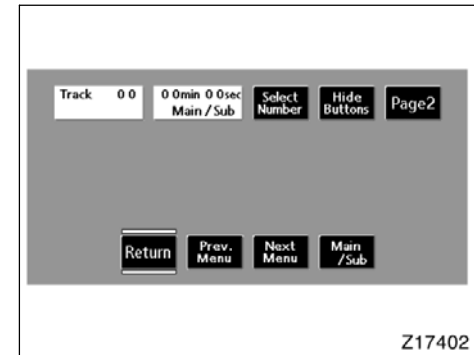 Track 0 0
0 0min 0 0sec
Main / Sub
Select
Number
Hide
Buttons
Page2
Return
Prev.
Menu
Next
Menu
Main
/Sub
Z17402